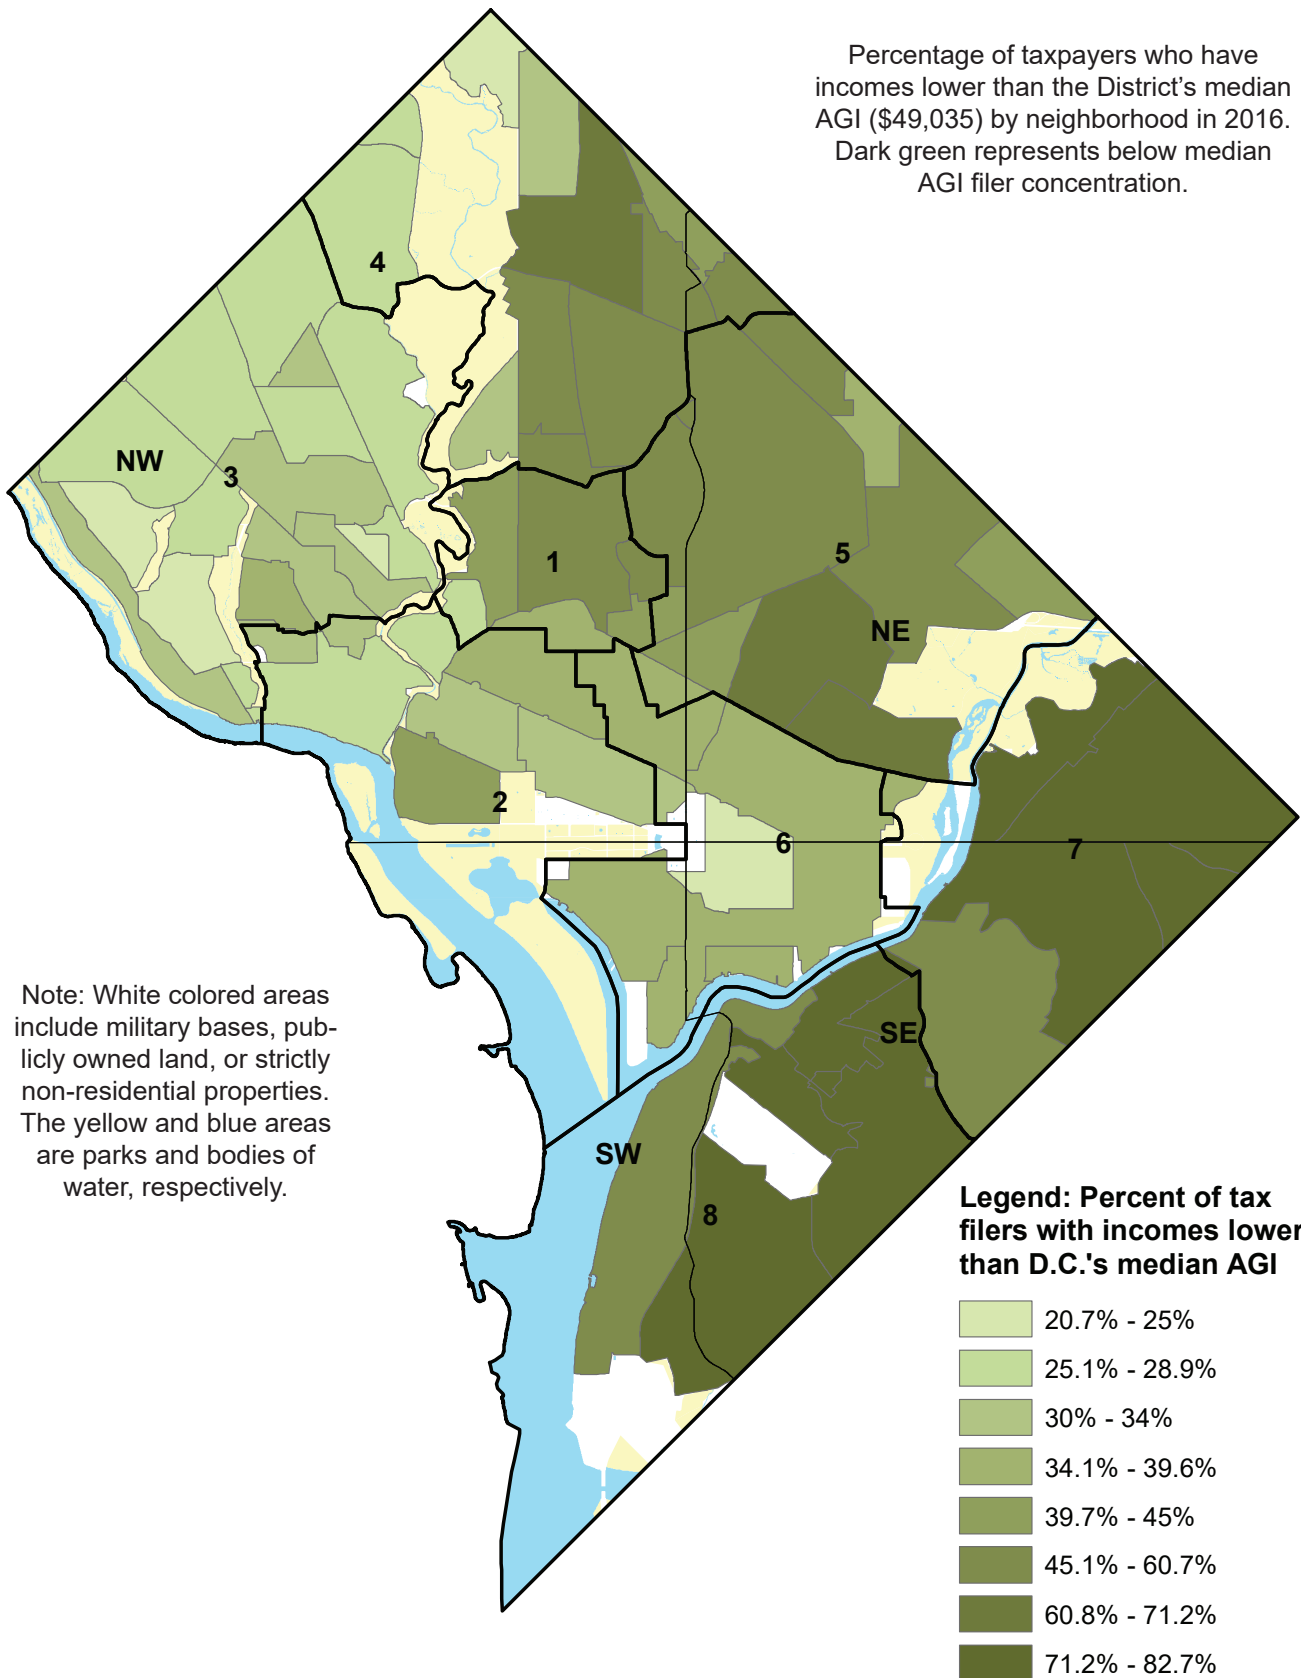 Percentage of taxpayers who have
incomes lower than the District’s median
AGI ($49,035) by neighborhood in 2016.
Dark green represents below median
AGI filer concentration.
4
NW
3
1
5
NE
2
6
7
Note: White colored areas
include military bases, pub-
licly owned land, or strictly
non-residential properties.
The yellow and blue areas
are parks and bodies of
water, respectively.
SE
SW
8
Legend: Percent of tax
filers with incomes lower
than D.C.'s median AGI
20.7% - 25%
25.1% - 28.9%
30% - 34%
34.1% - 39.6%
39.7% - 45%
45.1% - 60.7%
60.8% - 71.2%
71.2% - 82.7%